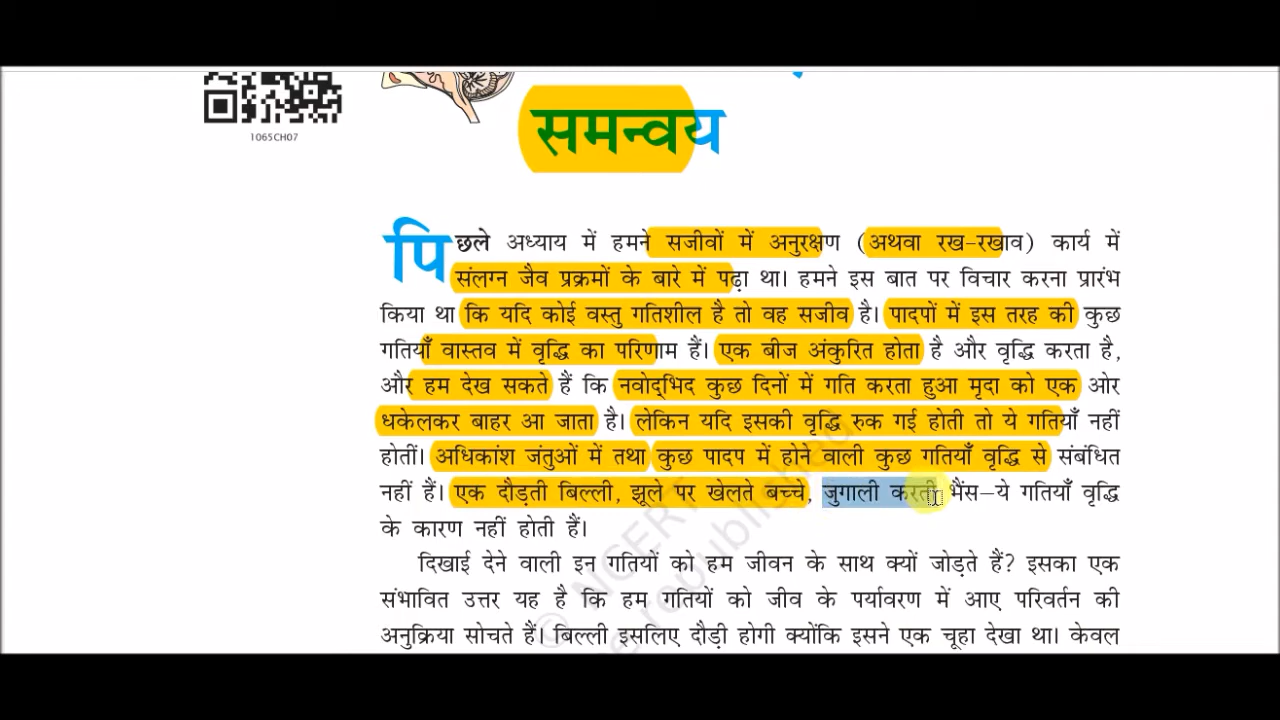 1065CH07
समन्वय
पिछले अध्याय में हमने सजीवों में अनुरक्षण (अथवा रख-रखाव) कार्य में
संलग्न जैव प्रक्रमों के बारे में पढ़ा था। हमने इस बात पर विचार करना प्रारंभ
किया था कि यदि कोई वस्तु गतिशील है तो वह सजीव है। पादपों में इस तरह की कुछ
गतियाँ वास्तव में वृद्धि का परिणाम हैं। एक बीज अंकुरित होता है और वृद्धि करता है,
और हम देख सकते हैं कि नवोद्भिद कुछ दिनों में गति करता हुआ मृदा को एक ओर
धकेलकर बाहर आ जाता है। लेकिन यदि इसकी वृद्धि रुक गई होती तो ये गतियाँ नहीं
होतीं। अधिकांश जंतुओं में तथा कुछ पादप में होने वाली कुछ गतियाँ वृद्धि से संबंधित
नहीं हैं। एक दौड़ती बिल्ली, झूले पर खेलते बच्चे, जुगाली करती भैंस–ये गतियाँ वृद्धि
के कारण नहीं होती हैं।
दिखाई देने वाली इन गतियों को हम जीवन के साथ क्यों जोड़ते हैं? इसका एक
संभावित उत्तर यह है कि हम गतियों को जीव के पर्यावरण में आए परिवर्तन की
अनुक्रिया सोचते हैं। बिल्ली इसलिए दौड़ी होगी क्योंकि इसने एक चूहा देखा था। केवल
© NCERT
republished